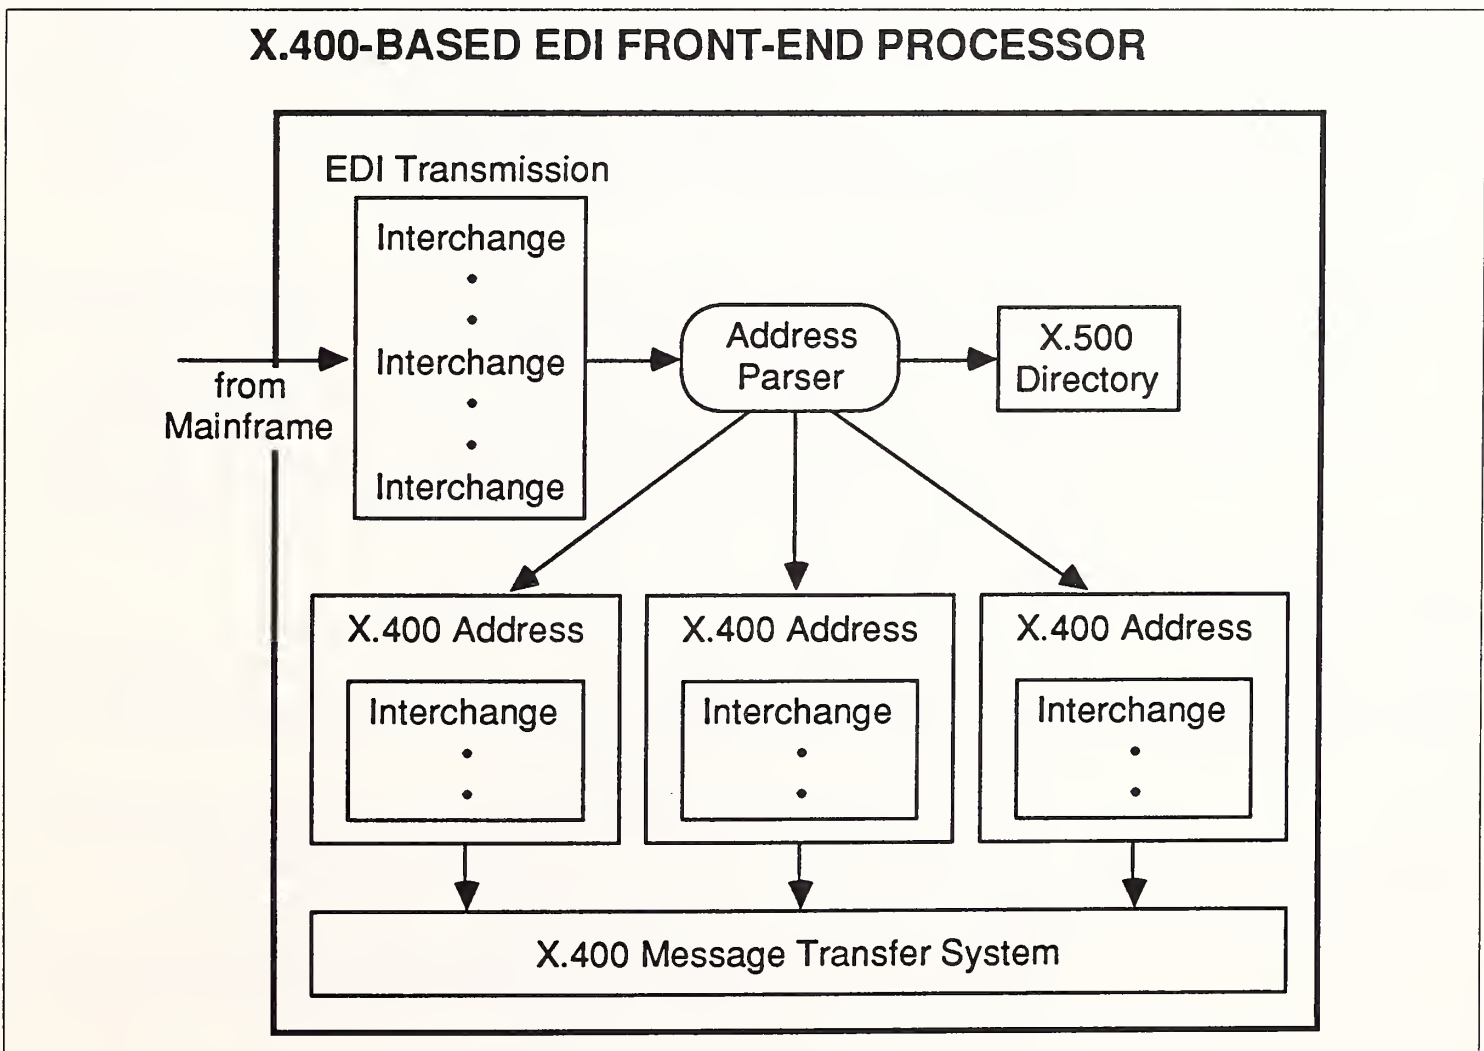 X.400-BASED EDI FRONT-END PROCESSOR
EDI Transmission
Interchange
Interchange
Interchange
from
Mainframe
Address
Parser
X.500
Directory
X.400 Address
Interchange
X.400 Address
Interchange
X.400 Address
Interchange
X.400 Message Transfer System